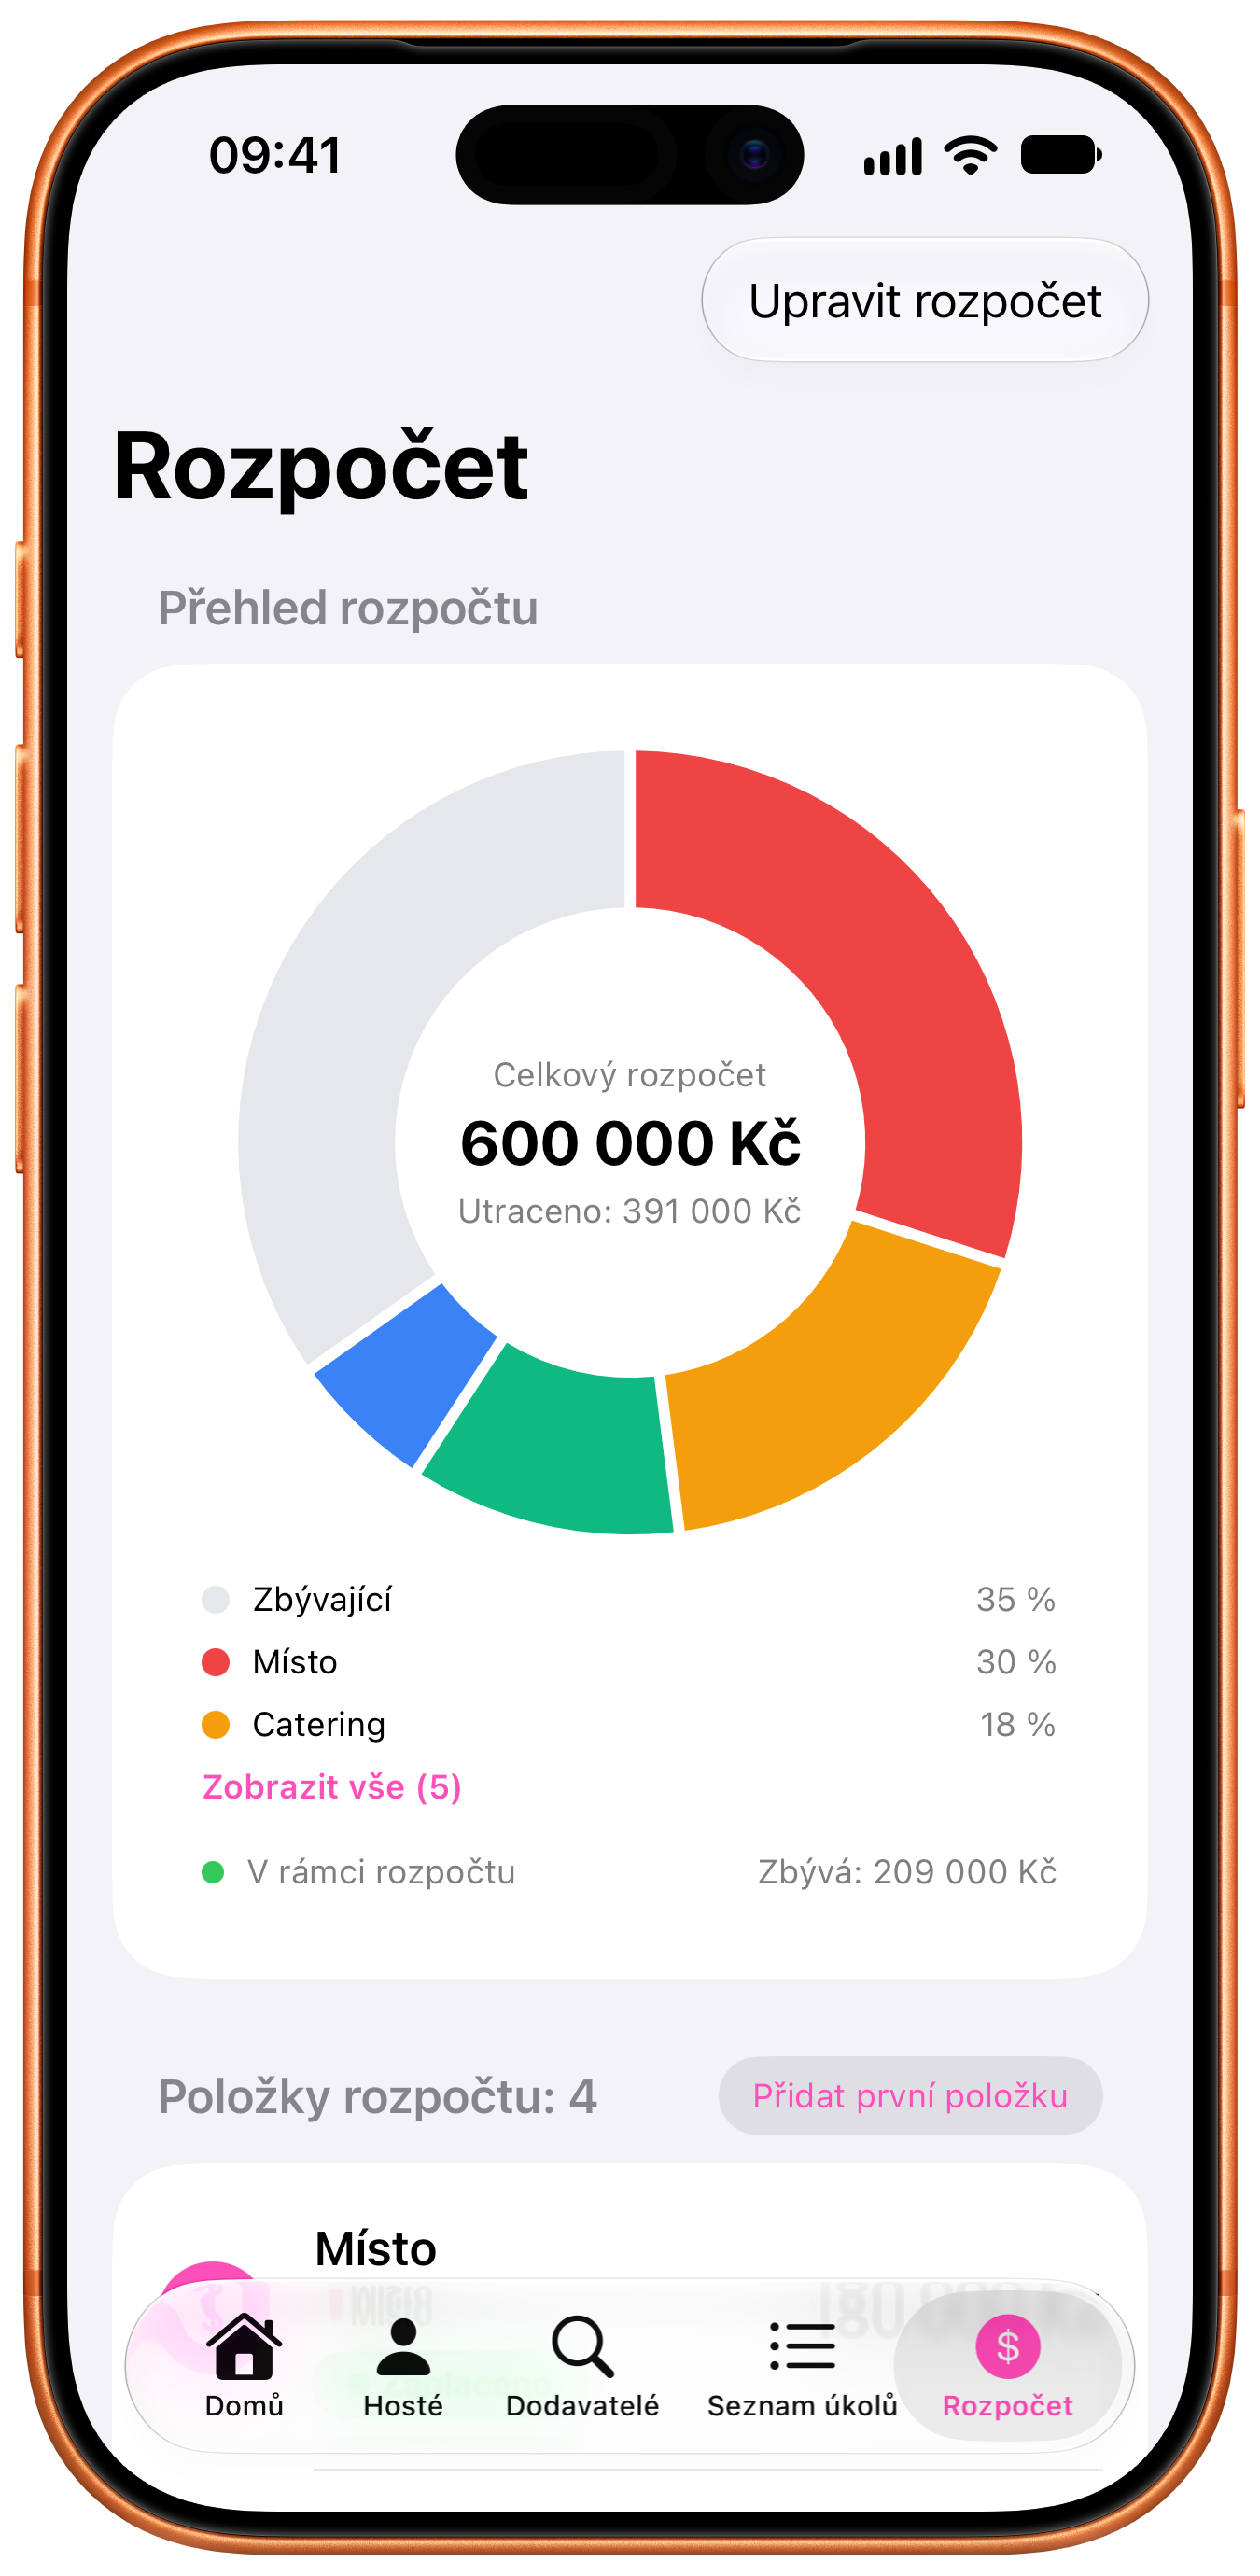 09:41
Upravit rozpočet
Rozpočet
Přehled rozpočtu
Celkový rozpočet
600 000 Kč
Utraceno: 391 000 Kč
Zbývající 35 %
Místo 30 %
Catering 18 %
Zobrazit vše (5)
V rámci rozpočtu Zbývá: 209 000 Kč
Položky rozpočtu: 4 Přidat první položku
Místo
$
Domů Hosté Dodavatelé Seznam úkolů Rozpočet